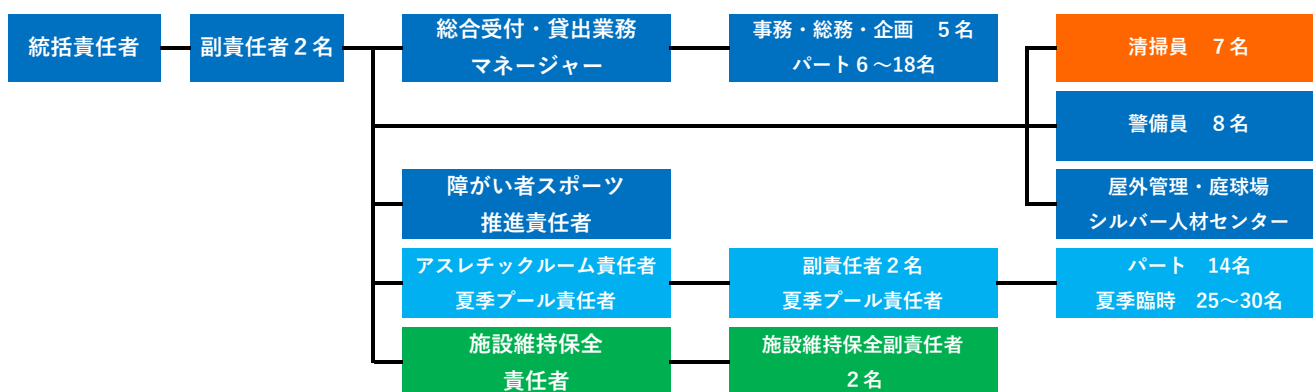 統括責任者
副責任者２名
総合受付・貸出業務
マネージャー
事務・総務・企画　５名
パート６～18名
清掃員　７名
警備員　８名
障がい者スポーツ
推進責任者
屋外管理・庭球場
シルバー人材センター
アスレチックルーム責任者
夏季プール責任者
副責任者２名
夏季プール責任者
パート　14名
夏季臨時　25～30名
施設維持保全
責任者
施設維持保全副責任者
２名